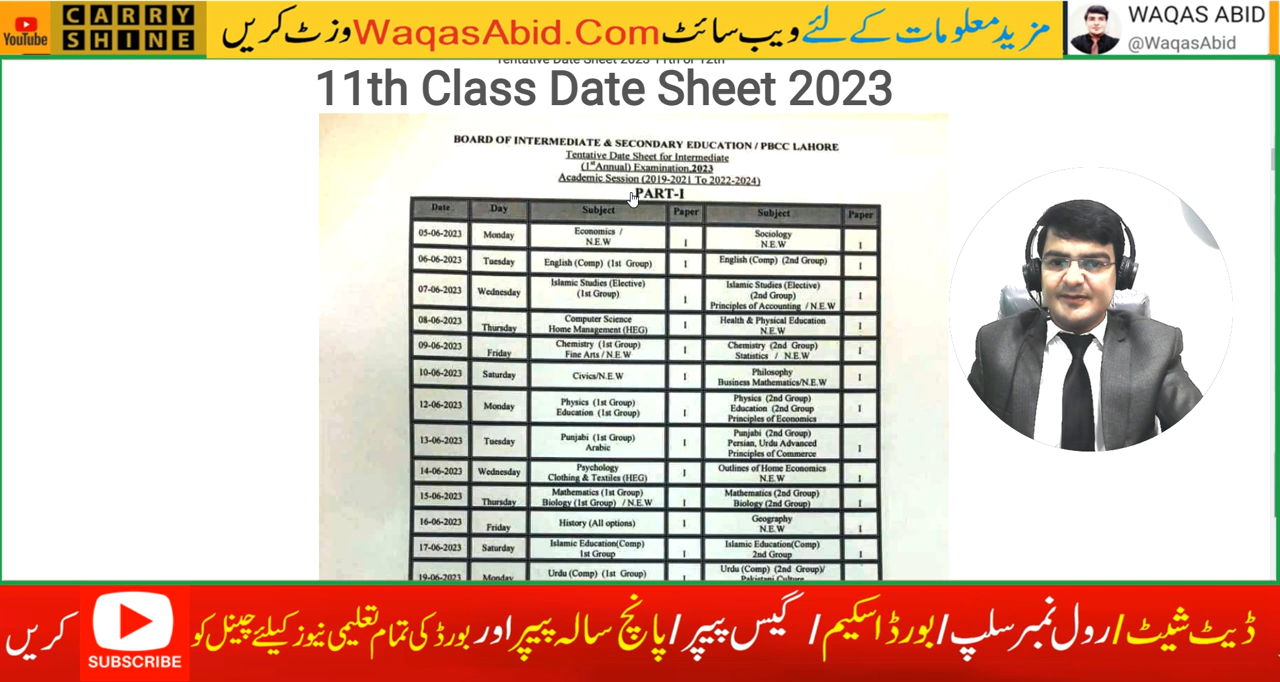 YouTube
CARRY
SHINE
مزید معلومات کے لئے ویب سائٹ WaqasAbid.Com وزٹ کریں
WAQAS ABID
@WaqasAbid
Tentative Date Sheet 2023 11th or 12th
11th Class Date Sheet 2023
BOARD OF INTERMEDIATE & SECONDARY EDUCATION / PBCC LAHORE
Tentative Date Sheet for Intermediate
(1st Annual) Examination,2023
Academic Session (2019-2021 To 2022-2024)
PART-I
Date Day Subject Paper Subject Paper
05-06-2023 Monday Economics / N.E.W I Sociology N.E.W I
06-06-2023 Tuesday English (Comp) (1st Group) I English (Comp) (2nd Group) I
07-06-2023 Wednesday Islamic Studies (Elective) (1st Group) I Islamic Studies (Elective) (2nd Group) Principles of Accounting / N.E.W I
08-06-2023 Thursday Computer Science Home Management (HEG) I Health & Physical Education N.E.W I
09-06-2023 Friday Chemistry (1st Group) Fine Arts / N.E.W I Chemistry (2nd Group) Statistics / N.E.W I
10-06-2023 Saturday Civics/N.E.W I Philosophy Business Mathematics/N.E.W I
12-06-2023 Monday Physics (1st Group) Education (1st Group) I Physics (2nd Group) Education (2nd Group Principles of Economics I
13-06-2023 Tuesday Punjabi (1st Group) Arabic I Punjabi (2nd Group) Persian, Urdu Advanced Principles of Commerce I
14-06-2023 Wednesday Psychology Clothing & Textiles (HEG) I Outlines of Home Economics N.E.W I
15-06-2023 Thursday Mathematics (1st Group) Biology (1st Group) / N.E.W I Mathematics (2nd Group) Biology (2nd Group) I
16-06-2023 Friday History (All options) I Geography N.E.W I
17-06-2023 Saturday Islamic Education(Comp) 1st Group I Islamic Education(Comp) 2nd Group I
19-06-2023 Monday Urdu (Comp) (1st Group) I Urdu (Comp) (2nd Group)/ Pakistani Culture
ڈیٹ شیٹ/رول نمبر سلپ/بورڈ اسکیم/ گیس پیپر/پانچ سالہ پیپر اور بورڈ کی تمام تعلیمی نیوز کیلئے چینل کو SUBSCRIBE کریں